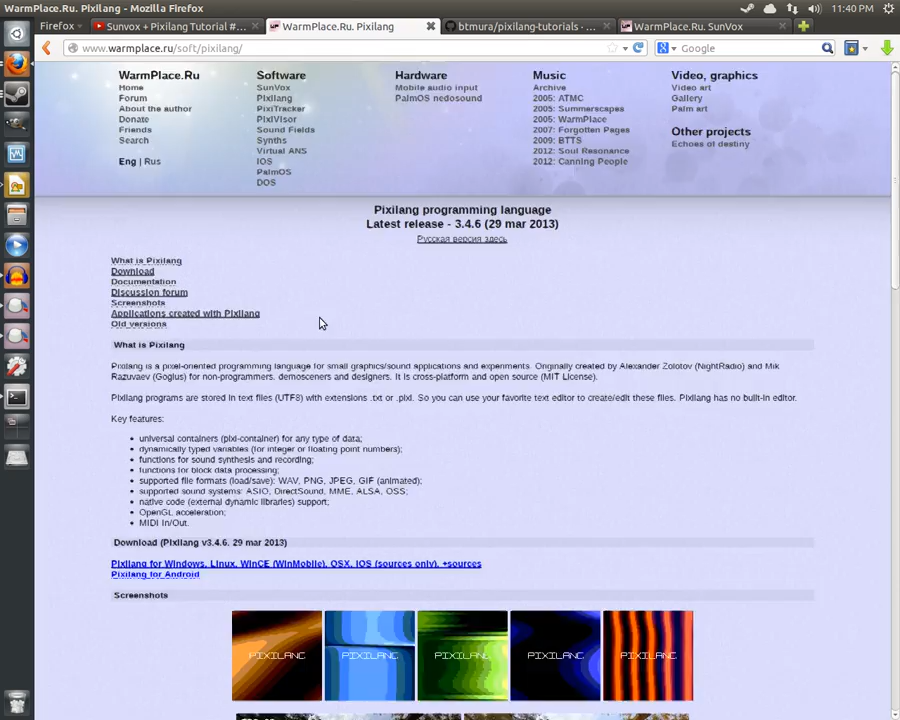 WarmPlace.Ru. Pixilang - Mozilla Firefox
11:40 PM
Firefox
Sunvox + Pixilang Tutorial #...
WarmPlace.Ru. Pixilang
btmura/pixilang-tutorials · ...
WarmPlace.Ru. SunVox
www.warmplace.ru/soft/pixilang/
Google
WarmPlace.Ru
Home
Forum
About the author
Donate
Friends
Search
Eng | Rus
Software
SunVox
Pixilang
PixiTracker
PixiVisor
Sound Fields
Synths
Virtual ANS
iOS
PalmOS
DOS
Hardware
Mobile audio input
PalmOS nedosound
Music
Archive
2005: ATMC
2005: Summerscapes
2005: WarmPlace
2007: Forgotten Pages
2009: BTTS
2012: Soul Resonance
2012: Canning People
Video, graphics
Video art
Gallery
Palm art
Other projects
Echoes of destiny
Pixilang programming language
Latest release - 3.4.6 (29 mar 2013)
Русская версия здесь
What is Pixilang
Download
Documentation
Discussion forum
Screenshots
Applications created with Pixilang
Old versions
What is Pixilang
Pixilang is a pixel-oriented programming language for small graphics/sound applications and experiments. Originally created by Alexander Zolotov (NightRadio) and Mik
Razuvaev (Goglus) for non-programmers, demosceners and designers. It is cross-platform and open source (MIT License).
Pixilang programs are stored in text files (UTF8) with extensions .txt or .pixi. So you can use your favorite text editor to create/edit these files. Pixilang has no built-in editor.
Key features:
universal containers (pixi-container) for any type of data;
dynamically typed variables (for integer or floating point numbers);
functions for sound synthesis and recording;
functions for block data processing;
supported file formats (load/save): WAV, PNG, JPEG, GIF (animated);
supported sound systems: ASIO, DirectSound, MME, ALSA, OSS;
native code (external dynamic libraries) support;
OpenGL acceleration;
MIDI In/Out.
Download (Pixilang v3.4.6. 29 mar 2013)
Pixilang for Windows, Linux, WinCE (WinMobile), OSX, iOS (sources only), +sources
Pixilang for Android
Screenshots
PIXILANG PIXILANG PIXILANG PIXILANG PIXILANG